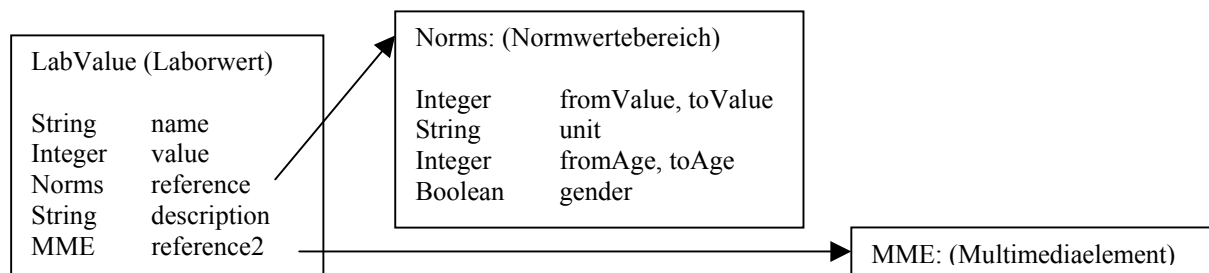 LabValue (Laborwert)
String name
Integer value
Norms reference
String description
MME reference2
Norms: (Normwertebereich)
Integer fromValue, toValue
String unit
Integer fromAge, toAge
Boolean gender
MME: (Multimediaelement)